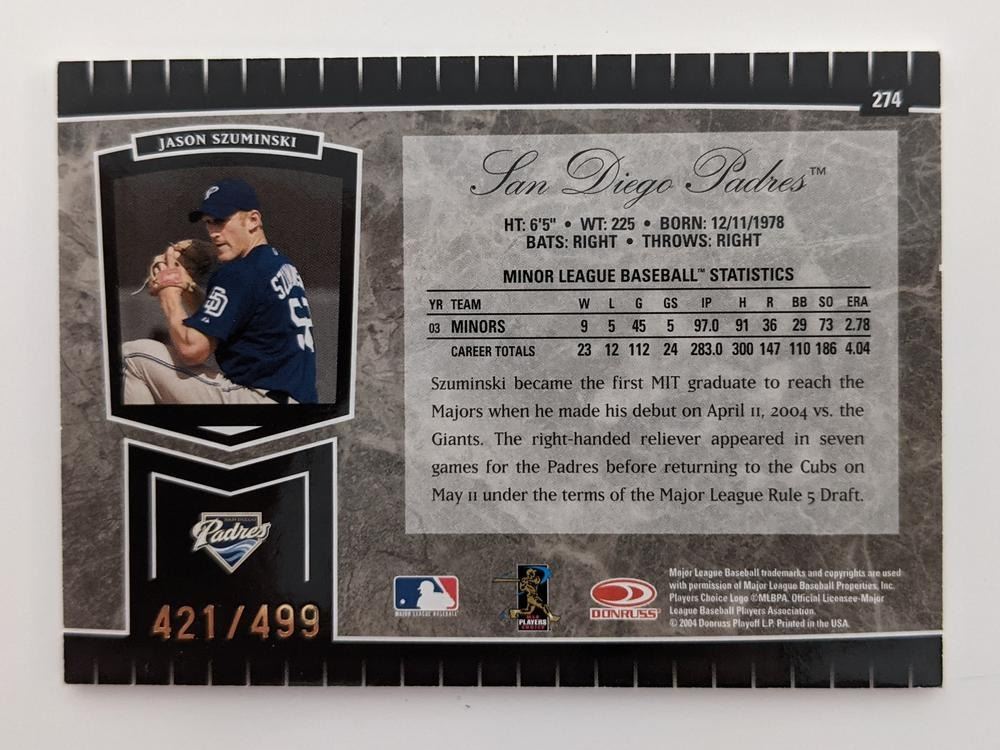 274
JASON SZUMINSKI
San Diego Padres™
HT: 6'5" • WT: 225 • BORN: 12/11/1978
BATS: RIGHT • THROWS: RIGHT
MINOR LEAGUE BASEBALL™ STATISTICS
YR TEAM W L G GS IP H R BB SO ERA
03 MINORS 9 5 45 5 97.0 91 36 29 73 2.78
CAREER TOTALS 23 12 112 24 283.0 300 147 110 186 4.04
Szuminski became the first MIT graduate to reach the
Majors when he made his debut on April 11, 2004 vs. the
Giants. The right-handed reliever appeared in seven
games for the Padres before returning to the Cubs on
May 11 under the terms of the Major League Rule 5 Draft.
SAN DIEGO
Padres
421/499
MAJOR LEAGUE BASEBALL
PLAYERS
CHOICE
DONRUSS
Major League Baseball trademarks and copyrights are used
with permission of Major League Baseball Properties, Inc.
Players Choice Logo ©MLBPA. Official Licensee-Major
League Baseball Players Association.
© 2004 Donruss Playoff L.P. Printed in the USA.